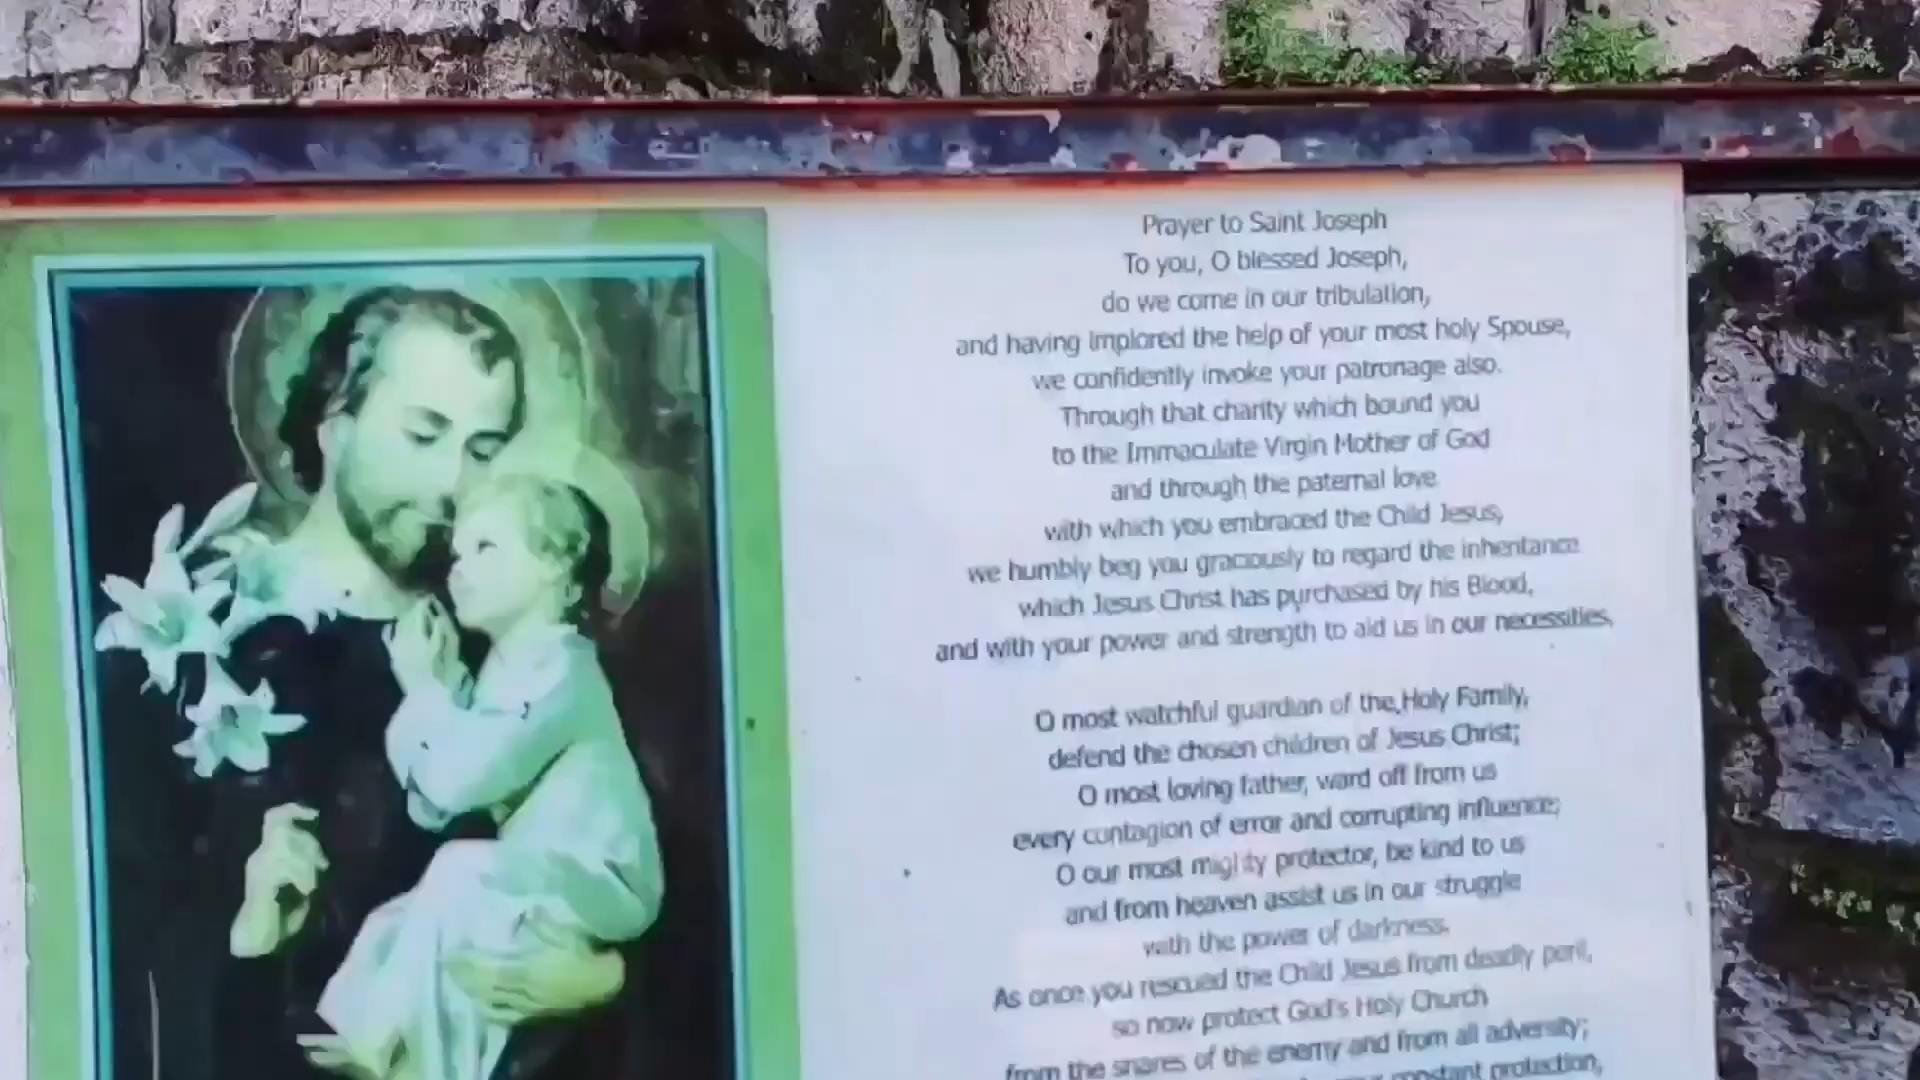 Prayer to Saint Joseph
To you, O blessed Joseph,
do we come in our tribulation,
and having implored the help of your most holy Spouse,
we confidently invoke your patronage also.
Through that charity which bound you
to the Immaculate Virgin Mother of God
and through the paternal love
with which you embraced the Child Jesus,
we humbly beg you graciously to regard the inheritance
which Jesus Christ has purchased by his Blood,
and with your power and strength to aid us in our necessities.
O most watchful guardian of the Holy Family,
defend the chosen children of Jesus Christ;
O most loving father, ward off from us
every contagion of error and corrupting influence;
O our most mighty protector, be kind to us
and from heaven assist us in our struggle
with the power of darkness.
As once you rescued the Child Jesus from deadly peril,
so now protect God's Holy Church
from the snares of the enemy and from all adversity;
constant protection,